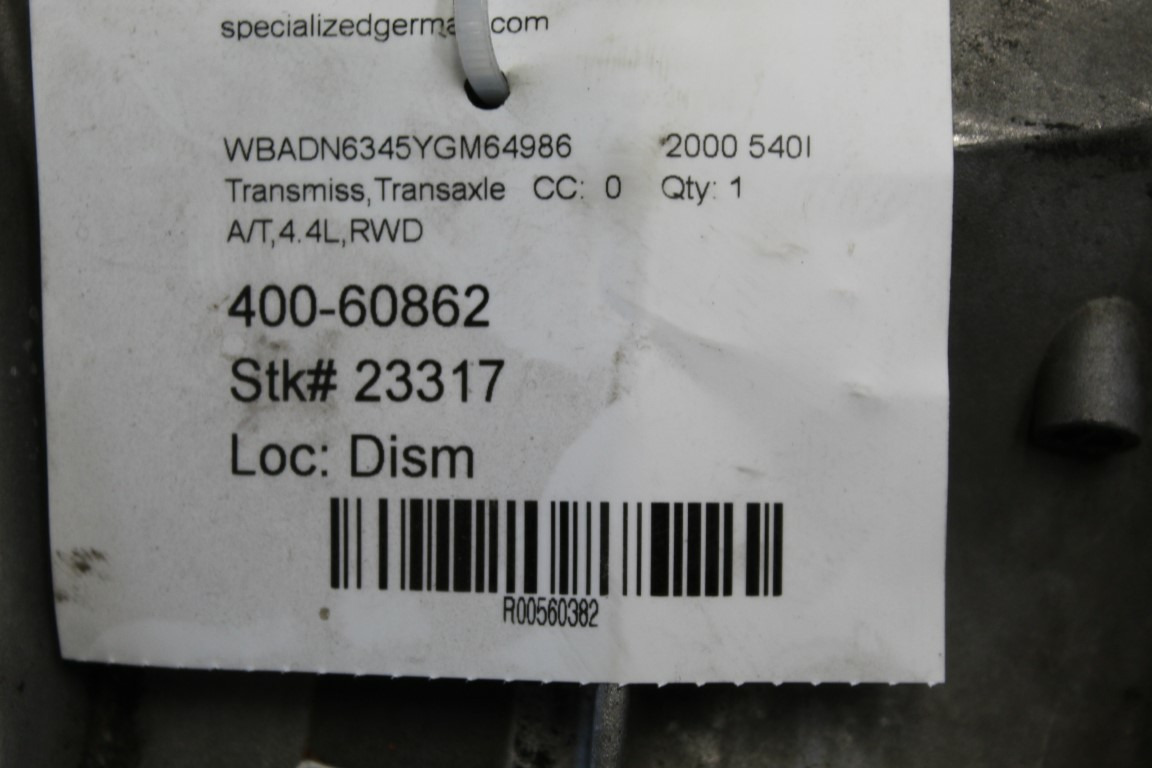 specializedgerma com
WBADN6345YGM64986 2000 540I
Transmiss,Transaxle CC: 0 Qty: 1
A/T,4.4L,RWD
400-60862
Stk# 23317
Loc: Dism
R00560382